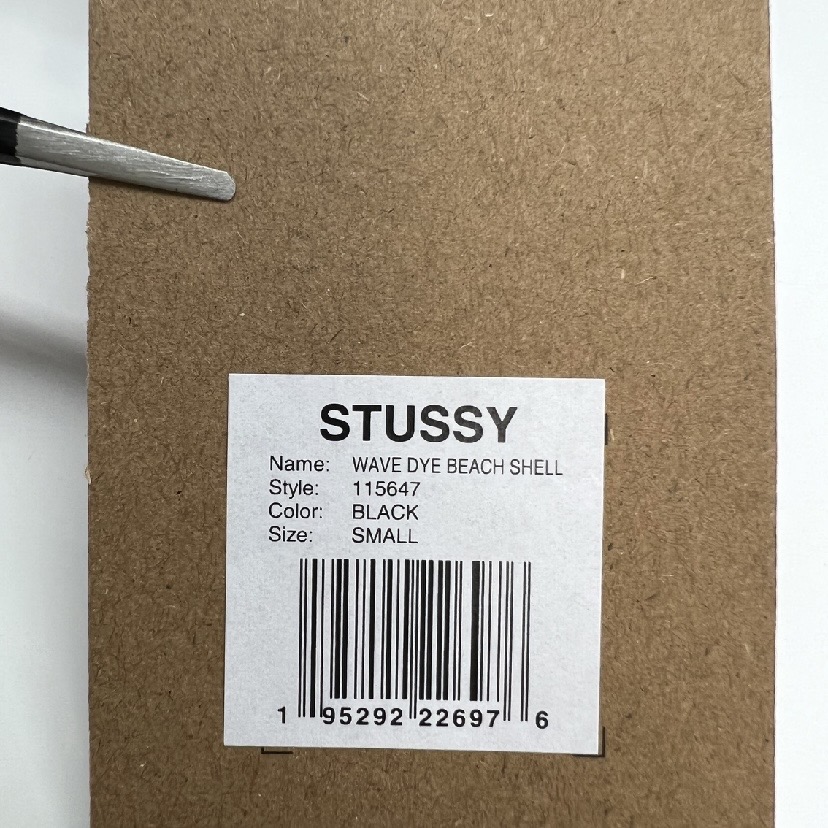 STUSSY
Name: WAVE DYE BEACH SHELL
Style: 115647
Color: BLACK
Size: SMALL
1 95292 22697 6